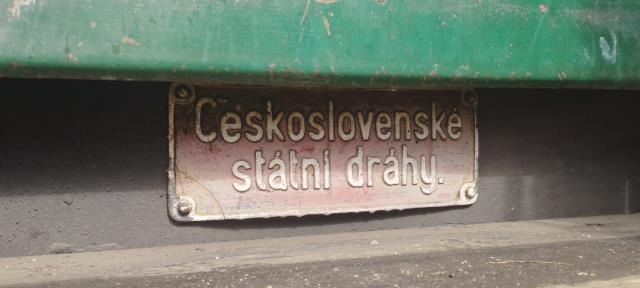 Československé
státní dráhy.